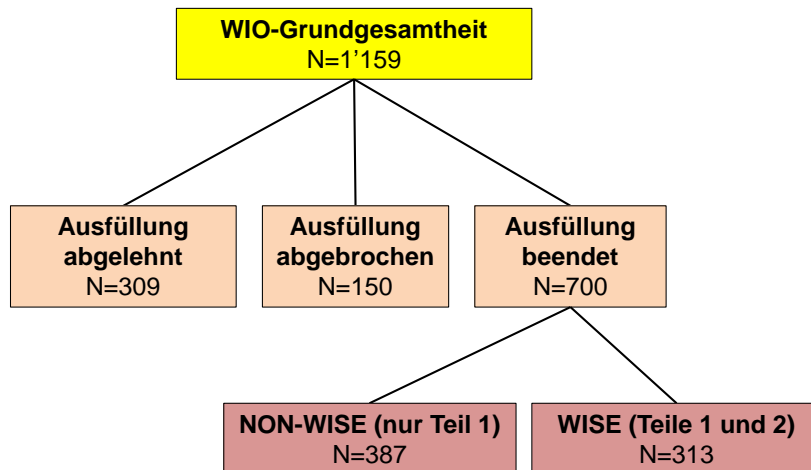 WIO-Grundgesamtheit
N=1’159
Ausfüllung
abgelehnt
N=309
Ausfüllung
abgebrochen
N=150
Ausfüllung
beendet
N=700
NON-WISE (nur Teil 1)
N=387
WISE (Teile 1 und 2)
N=313